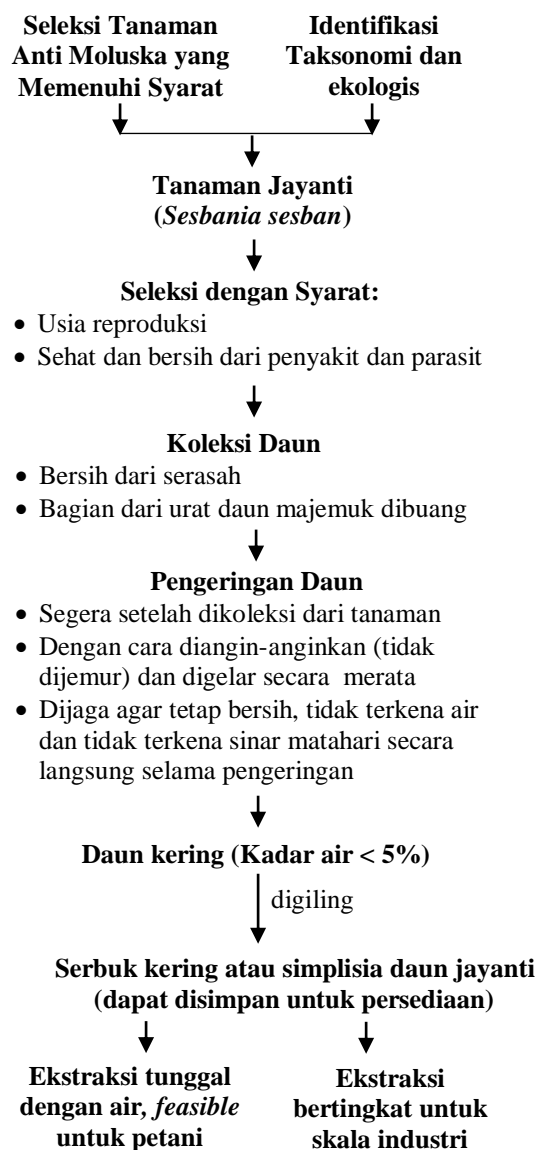 Seleksi Tanaman
Anti Moluska yang
Memenuhi Syarat
Identifikasi
Taksonomi dan
ekologis
Tanaman Jayanti
(Sesbania sesban)
Seleksi dengan Syarat:
• Usia reproduksi
• Sehat dan bersih dari penyakit dan parasit
Koleksi Daun
• Bersih dari serasah
• Bagian dari urat daun majemuk dibuang
Pengeringan Daun
• Segera setelah dikoleksi dari tanaman
• Dengan cara diangin-anginkan (tidak
dijemur) dan digelar secara merata
• Dijaga agar tetap bersih, tidak terkena air
dan tidak terkena sinar matahari secara
langsung selama pengeringan
Daun kering (Kadar air < 5%)
digiling
Serbuk kering atau simplisia daun jayanti
(dapat disimpan untuk persediaan)
Ekstraksi tunggal
dengan air, feasible
untuk petani
Ekstraksi
bertingkat untuk
skala industri